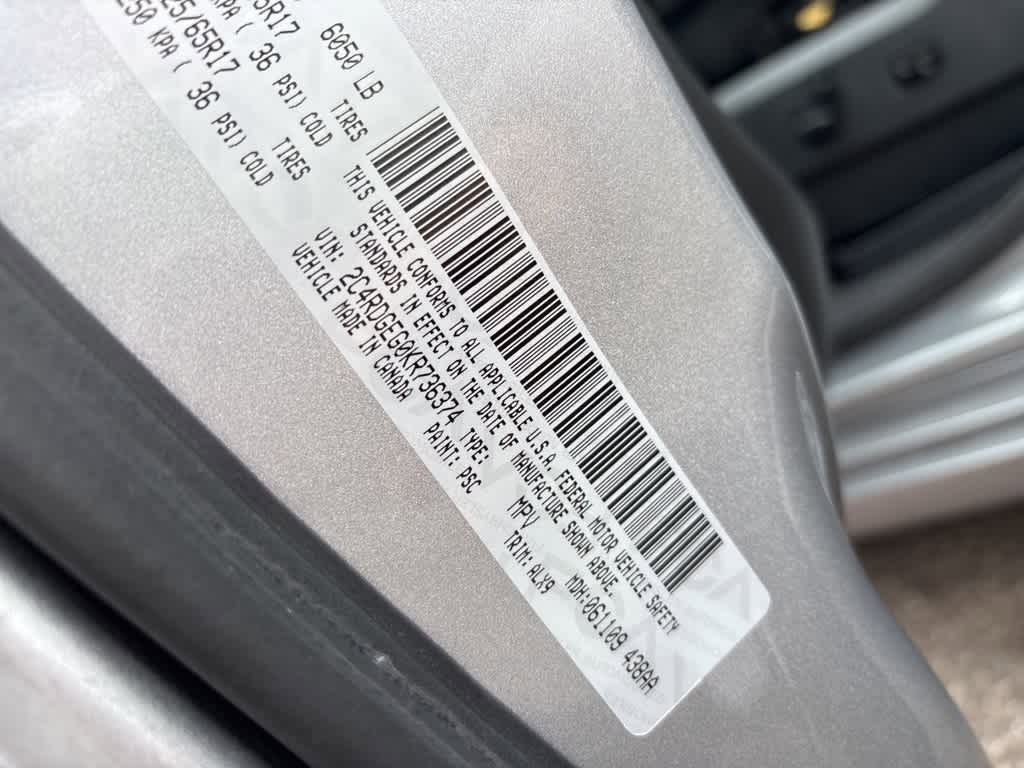 6050 LB
5R17 TIRES
KPA ( 36 PSI) COLD
25/65R17 TIRES
250 KPA ( 36 PSI) COLD
THIS VEHICLE CONFORMS TO ALL APPLICABLE U.S.A. FEDERAL MOTOR VEHICLE SAFETY
STANDARDS IN EFFECT ON THE DATE OF MANUFACTURE SHOWN ABOVE.
VIN: 2C4RDGEG0KR736374 TYPE: MPV MDH:061109 438AA
VEHICLE MADE IN CANADA PAINT: PSC TRIM:ALX9